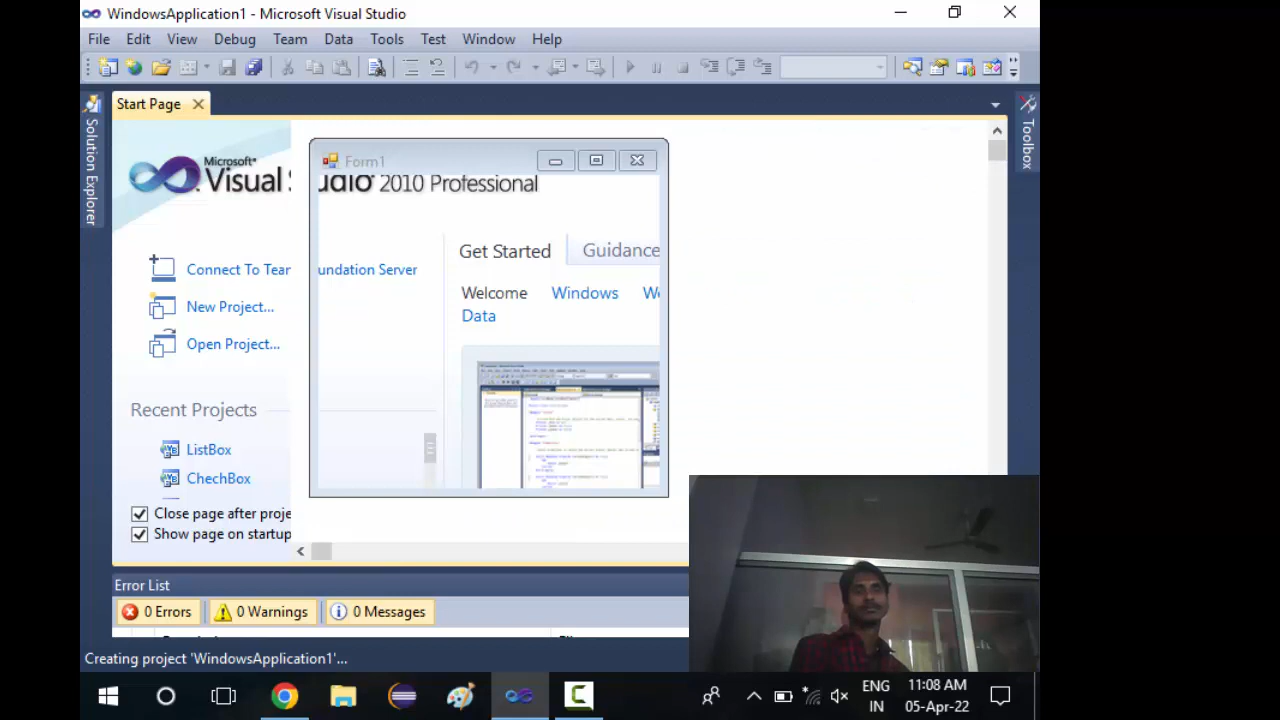 WindowsApplication1 - Microsoft Visual Studio
File Edit View Debug Team Data Tools Test Window Help
Start Page
Solution Explorer
Toolbox
Microsoft®
Visual S
Form1
udio 2010 Professional
Connect To Tear
undation Server
New Project...
Open Project...
Get Started
Guidance
Welcome Windows We
Data
Recent Projects
ListBox
ChechBox
Close page after proje
Show page on startup
Error List
0 Errors 0 Warnings 0 Messages
Creating project 'WindowsApplication1'...
ENG
IN
11:08 AM
05-Apr-22